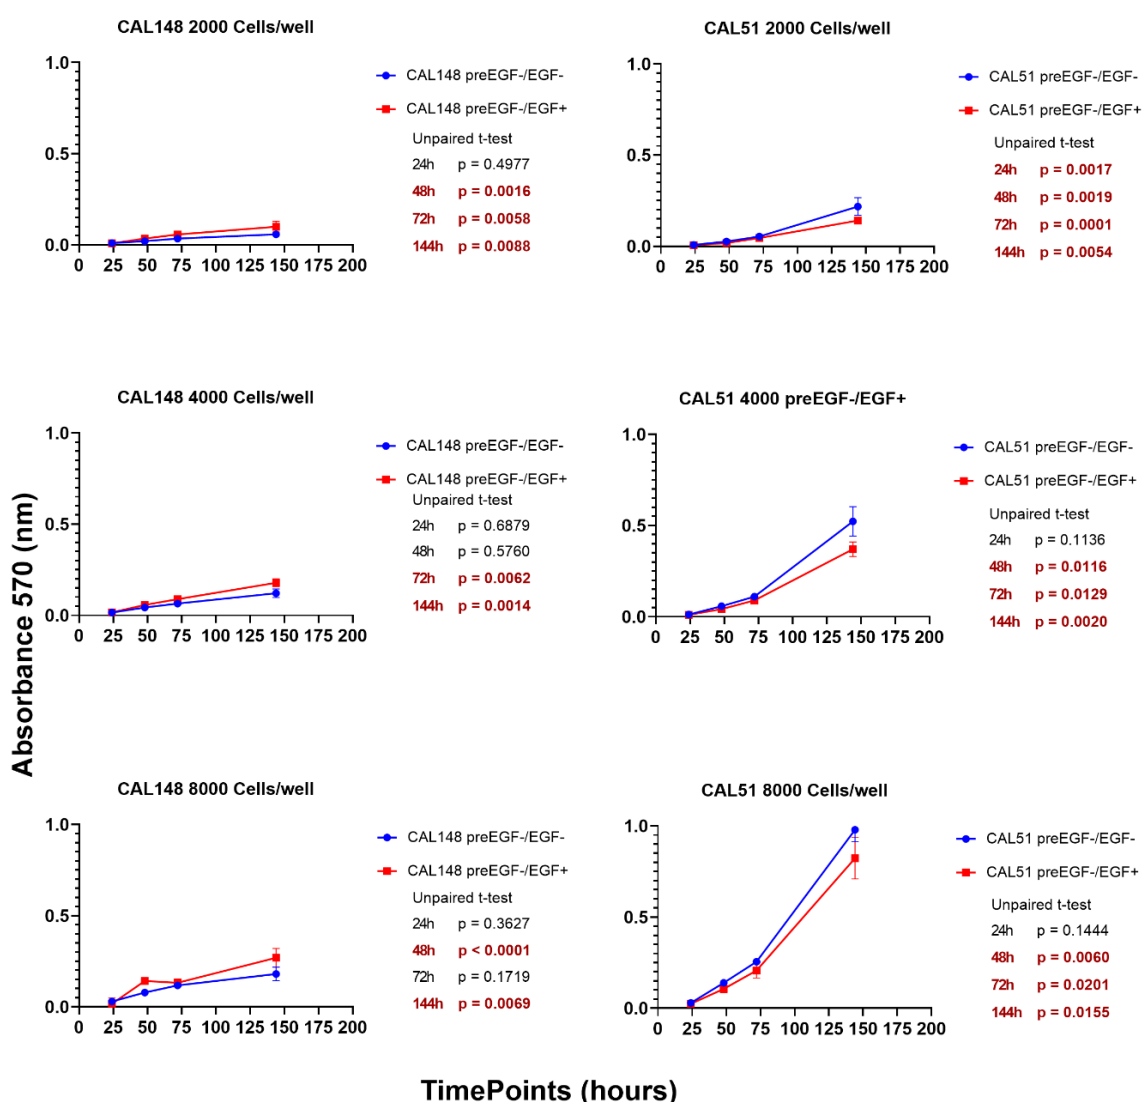 CAL148 2000 Cells/well
1.0
0.5
0.0
0 25 50 75 100 125 150 175 200
CAL148 preEGF-/EGF-
CAL148 preEGF-/EGF+
Unpaired t-test
24h p = 0.4977
48h p = 0.0016
72h p = 0.0058
144h p = 0.0088
CAL51 2000 Cells/well
1.0
0.5
0.0
0 25 50 75 100 125 150 175 200
CAL51 preEGF-/EGF-
CAL51 preEGF-/EGF+
Unpaired t-test
24h p = 0.0017
48h p = 0.0019
72h p = 0.0001
144h p = 0.0054
CAL148 4000 Cells/well
1.0
0.5
0.0
0 25 50 75 100 125 150 175 200
CAL148 preEGF-/EGF-
CAL148 preEGF-/EGF+
Unpaired t-test
24h p = 0.6879
48h p = 0.5760
72h p = 0.0062
144h p = 0.0014
CAL51 4000 preEGF-/EGF+
1.0
0.5
0.0
0 25 50 75 100 125 150 175 200
CAL51 preEGF-/EGF-
CAL51 preEGF-/EGF+
Unpaired t-test
24h p = 0.1136
48h p = 0.0116
72h p = 0.0129
144h p = 0.0020
Absorbance 570 (nm)
CAL148 8000 Cells/well
1.0
0.5
0.0
0 25 50 75 100 125 150 175 200
CAL148 preEGF-/EGF-
CAL148 preEGF-/EGF+
Unpaired t-test
24h p = 0.3627
48h p < 0.0001
72h p = 0.1719
144h p = 0.0069
CAL51 8000 Cells/well
1.0
0.5
0.0
0 25 50 75 100 125 150 175 200
CAL51 preEGF-/EGF-
CAL51 preEGF-/EGF+
Unpaired t-test
24h p = 0.1444
48h p = 0.0060
72h p = 0.0201
144h p = 0.0155
TimePoints (hours)